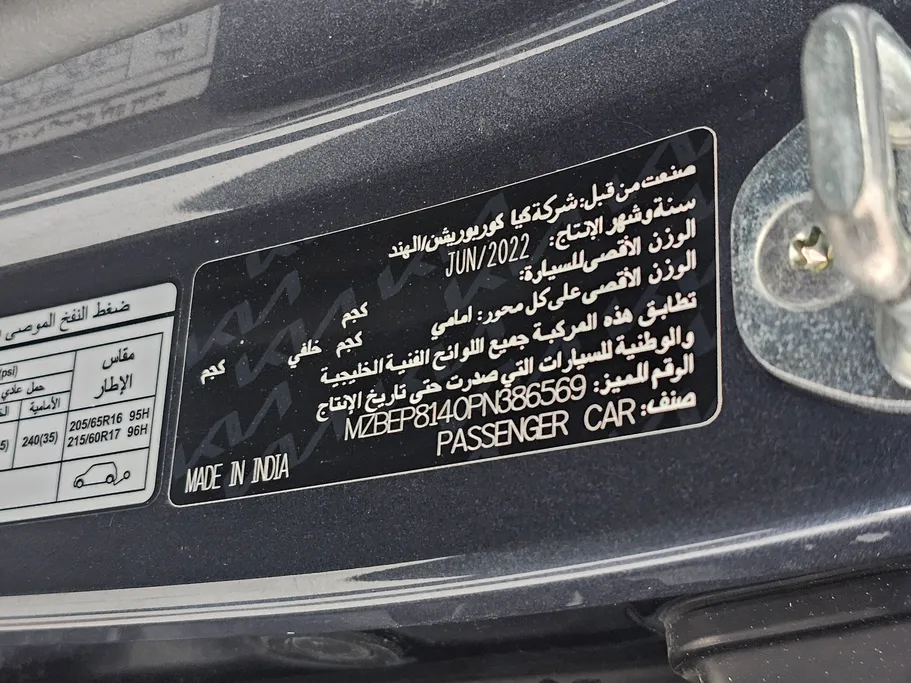 صنعت من قبل: شركة كيا كوربوريشن/الهند
سنة وشهر الإنتاج: JUN/2022
الوزن الأقصى للسيارة: كجم
الوزن الأقصى على كل محور: امامي كجم خلفي كجم
تطابق هذه المركبة جميع اللوائح الفنية الخليجية
والوطنية للسيارات التي صدرت حتى تاريخ الإنتاج
الرقم المميز: MZBEP8140PN386569
صنف: PASSENGER CAR
MADE IN INDIA
ضغط النفخ الموصى
مقاس الإطار
(psi)
حمل عادي
الأمامية
205/65R16 95H
215/60R17 96H
240(35)